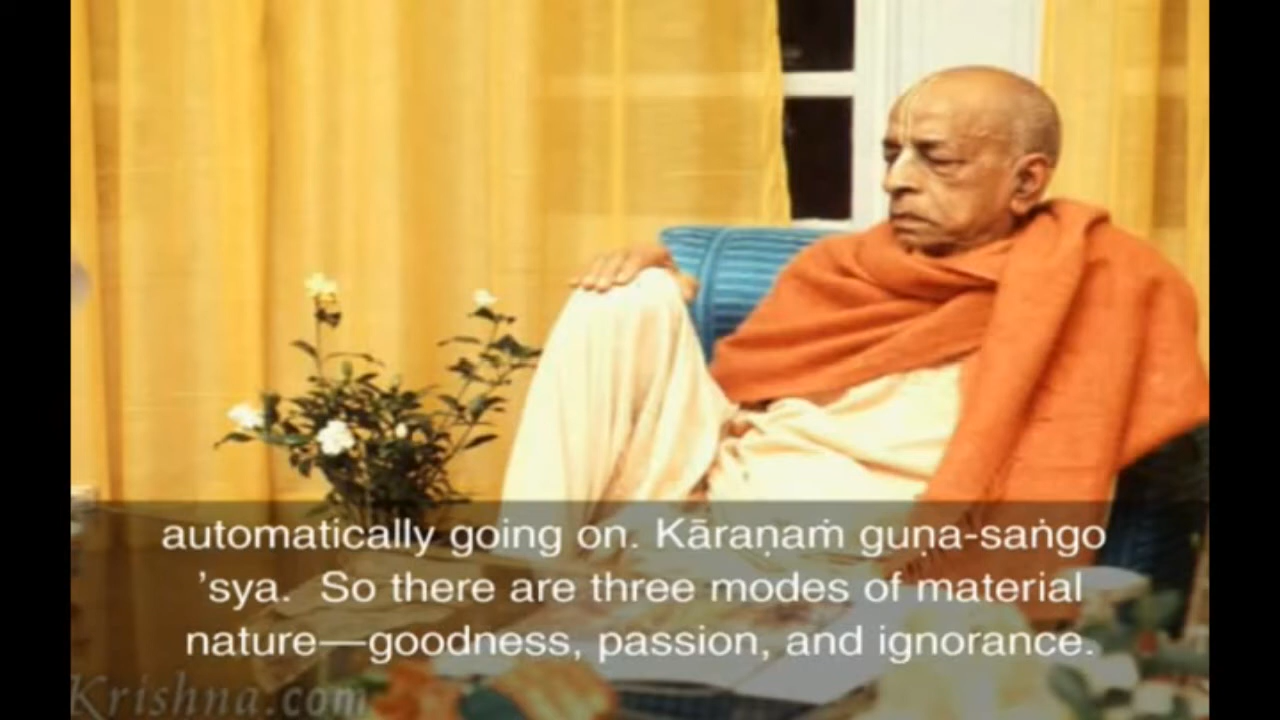 automatically going on. Kāraṇaṁ guṇa-saṅgo
’sya.  So there are three modes of material
nature—goodness, passion, and ignorance.
Krishna.com